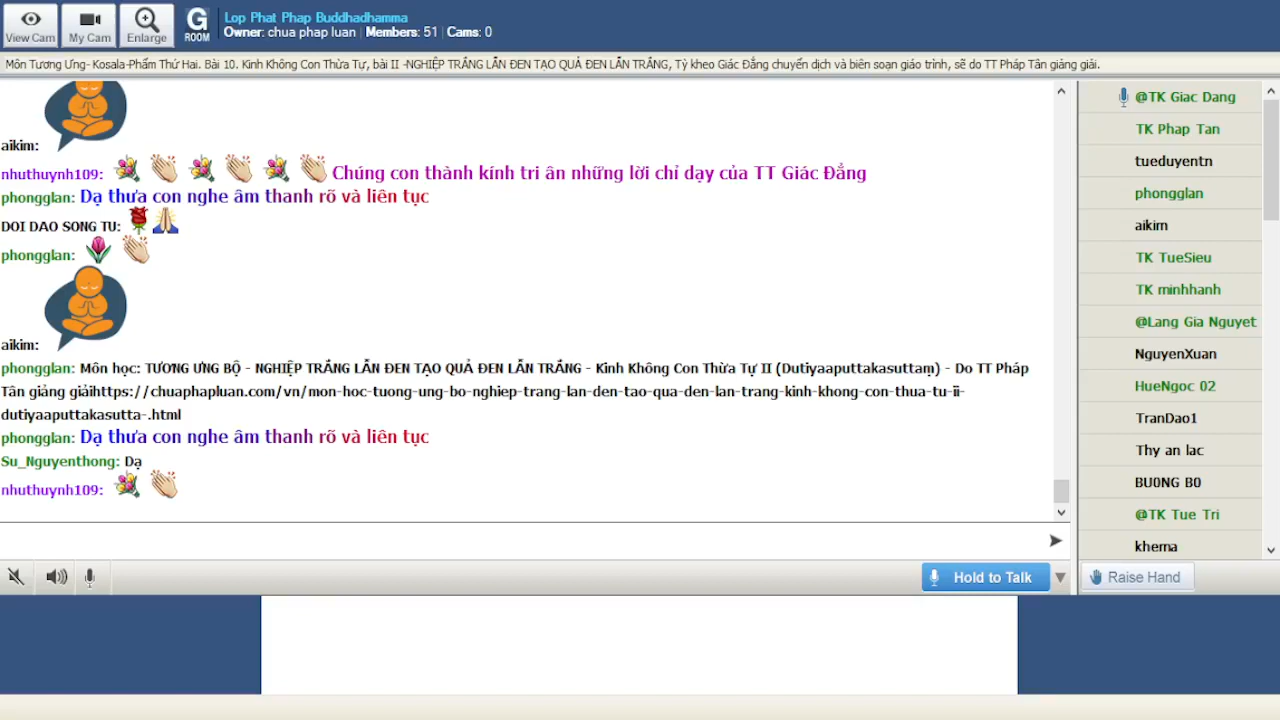 View Cam
My Cam
Enlarge
G
ROOM
Lop Phat Phap Buddhadhamma
Owner: chua phap luan | Members: 51 | Cams: 0
Môn Tương Ưng- Kosala-Phẩm Thứ Hai. Bài 10. Kinh Không Con Thừa Tự, bài II -NGHIỆP TRẮNG LẪN ĐEN TẠO QUẢ ĐEN LẪN TRẮNG, Tỷ kheo Giác Đẳng chuyển dịch và biên soạn giáo trình, sẽ do TT Pháp Tân giảng giải.
aikim:
nhuthuynh109: Chúng con thành kính tri ân những lời chỉ dạy của TT Giác Đẳng
phongglan: Dạ thưa con nghe âm thanh rõ và liên tục
DOI DAO SONG TU:
phongglan:
aikim:
phongglan: Môn học: TƯƠNG ƯNG BỘ - NGHIỆP TRẮNG LẪN ĐEN TẠO QUẢ ĐEN LẪN TRẮNG - Kinh Không Con Thừa Tự II (Dutiyaaputtakasuttaṃ) - Do TT Pháp
Tân giảng giảihttps://chuaphapluan.com/vn/mon-hoc-tuong-ung-bo-nghiep-trang-lan-den-tao-qua-den-lan-trang-kinh-khong-con-thua-tu-ii-
dutiyaaputtakasutta-.html
phongglan: Dạ thưa con nghe âm thanh rõ và liên tục
Su_Nguyenthong: Dạ
nhuthuynh109:
@TK Giac Dang
TK Phap Tan
tueduyentn
phongglan
aikim
TK TueSieu
TK minhhanh
@Lang Gia Nguyet
NguyenXuan
HueNgoc 02
TranDao1
Thy an lac
BU0NG B0
@TK Tue Tri
khema
Hold to Talk
Raise Hand